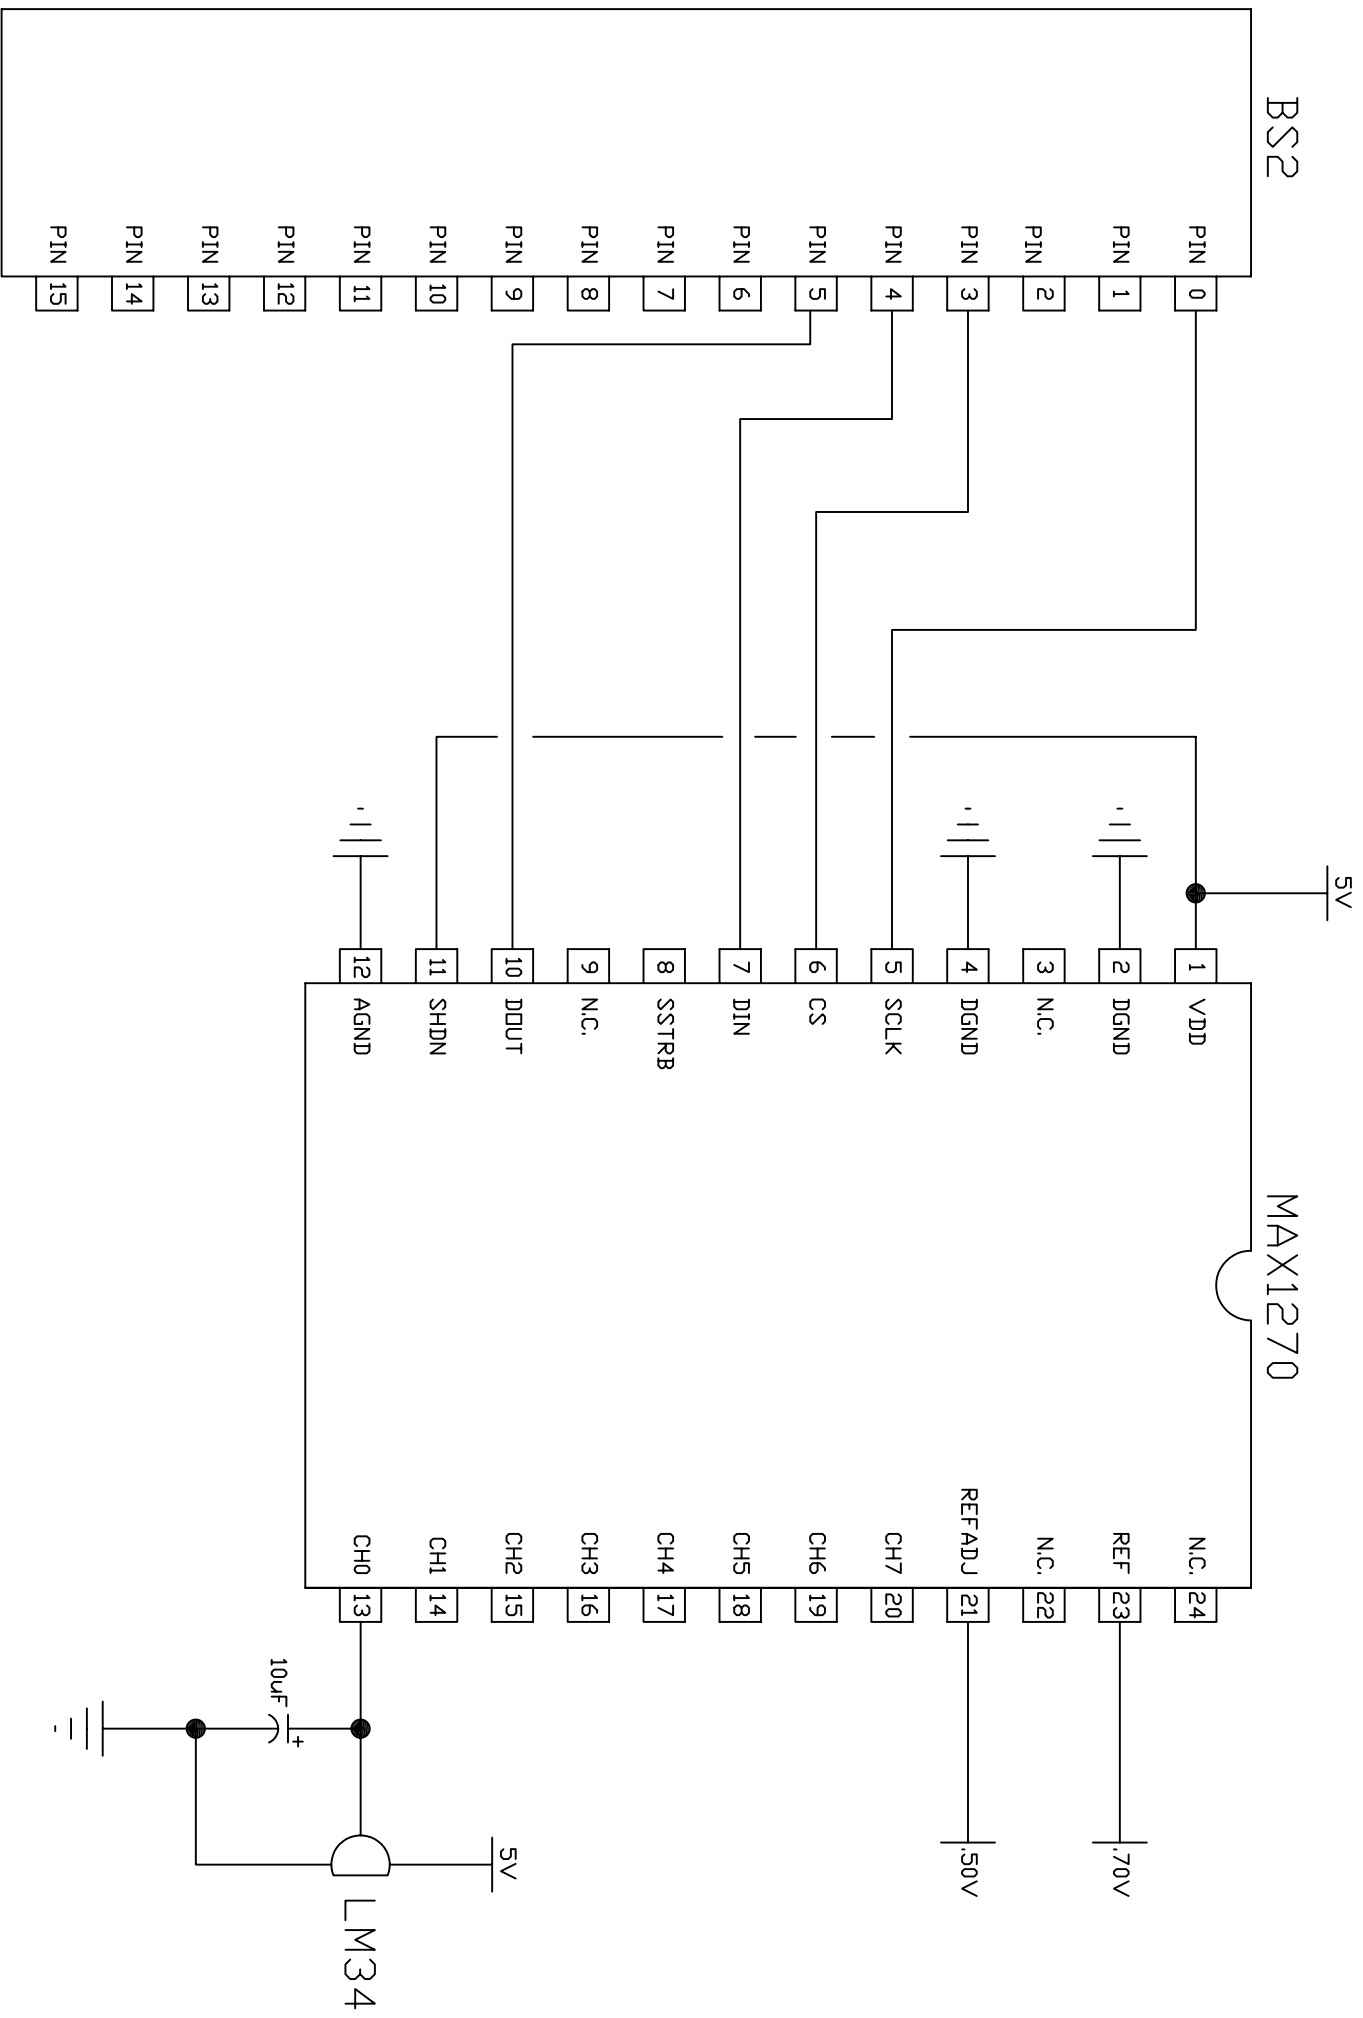 BS2
PIN 0
PIN 1
PIN 2
PIN 3
PIN 4
PIN 5
PIN 6
PIN 7
PIN 8
PIN 9
PIN 10
PIN 11
PIN 12
PIN 13
PIN 14
PIN 15
5V
MAX1270
1 VDD
2 DGND
3 N.C.
4 DGND
5 SCLK
6 CS
7 DIN
8 SSTRB
9 N.C.
10 DOUT
11 SHDN
12 AGND
N.C. 24
REF 23
N.C. 22
REFADJ 21
CH7 20
CH6 19
CH5 18
CH4 17
CH3 16
CH2 15
CH1 14
CH0 13
.70V
.50V
5V
10uF
+
LM34